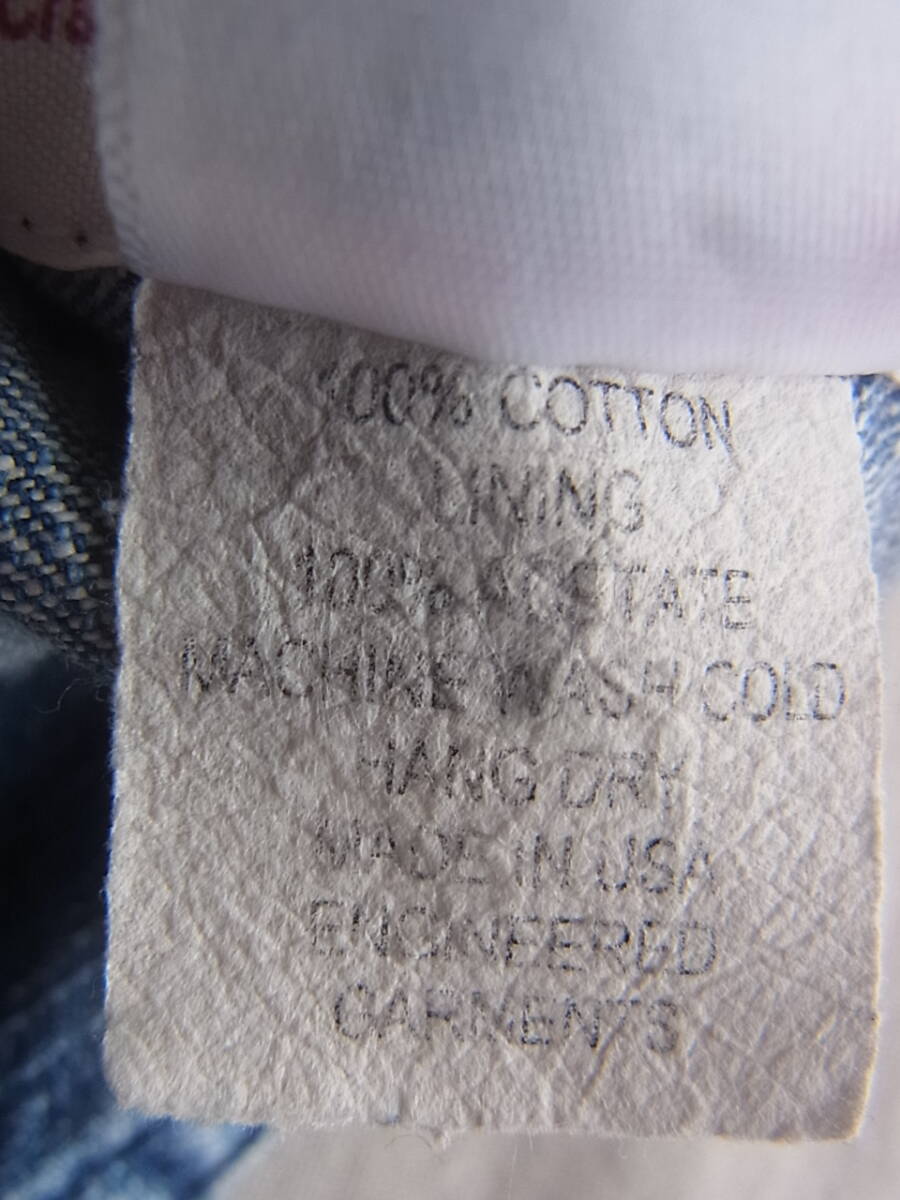 100% COTTON
LINING
100% ACETATE
MACHINE WASH COLD
HANG DRY
MADE IN USA
ENGINEERED
GARMENTS